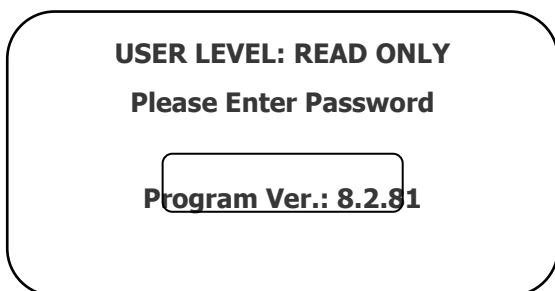 USER LEVEL: READ ONLY
Please Enter Password
Program Ver.: 8.2.81